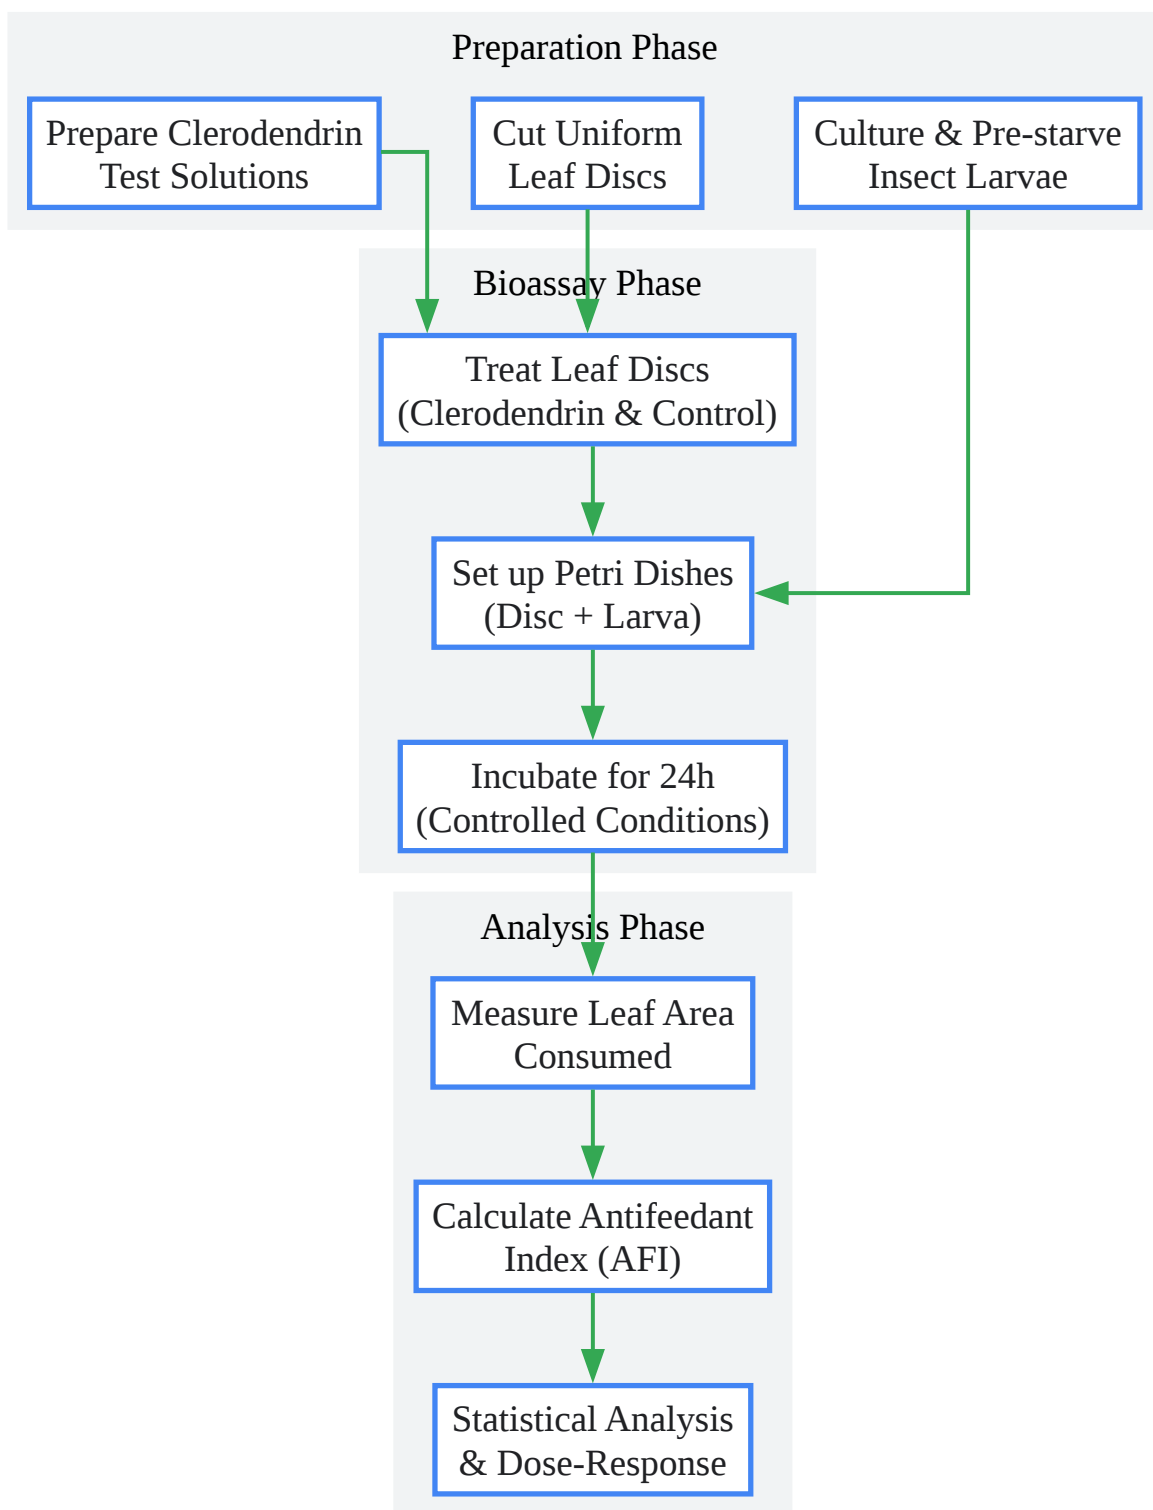 Preparation Phase
Prepare Clerodendrin
Test Solutions
Cut Uniform
Leaf Discs
Culture & Pre-starve
Insect Larvae
Bioassay Phase
Treat Leaf Discs
(Clerodendrin & Control)
Set up Petri Dishes
(Disc + Larva)
Incubate for 24h
(Controlled Conditions)
Analysis Phase
Measure Leaf Area
Consumed
Calculate Antifeedant
Index (AFI)
Statistical Analysis
& Dose-Response